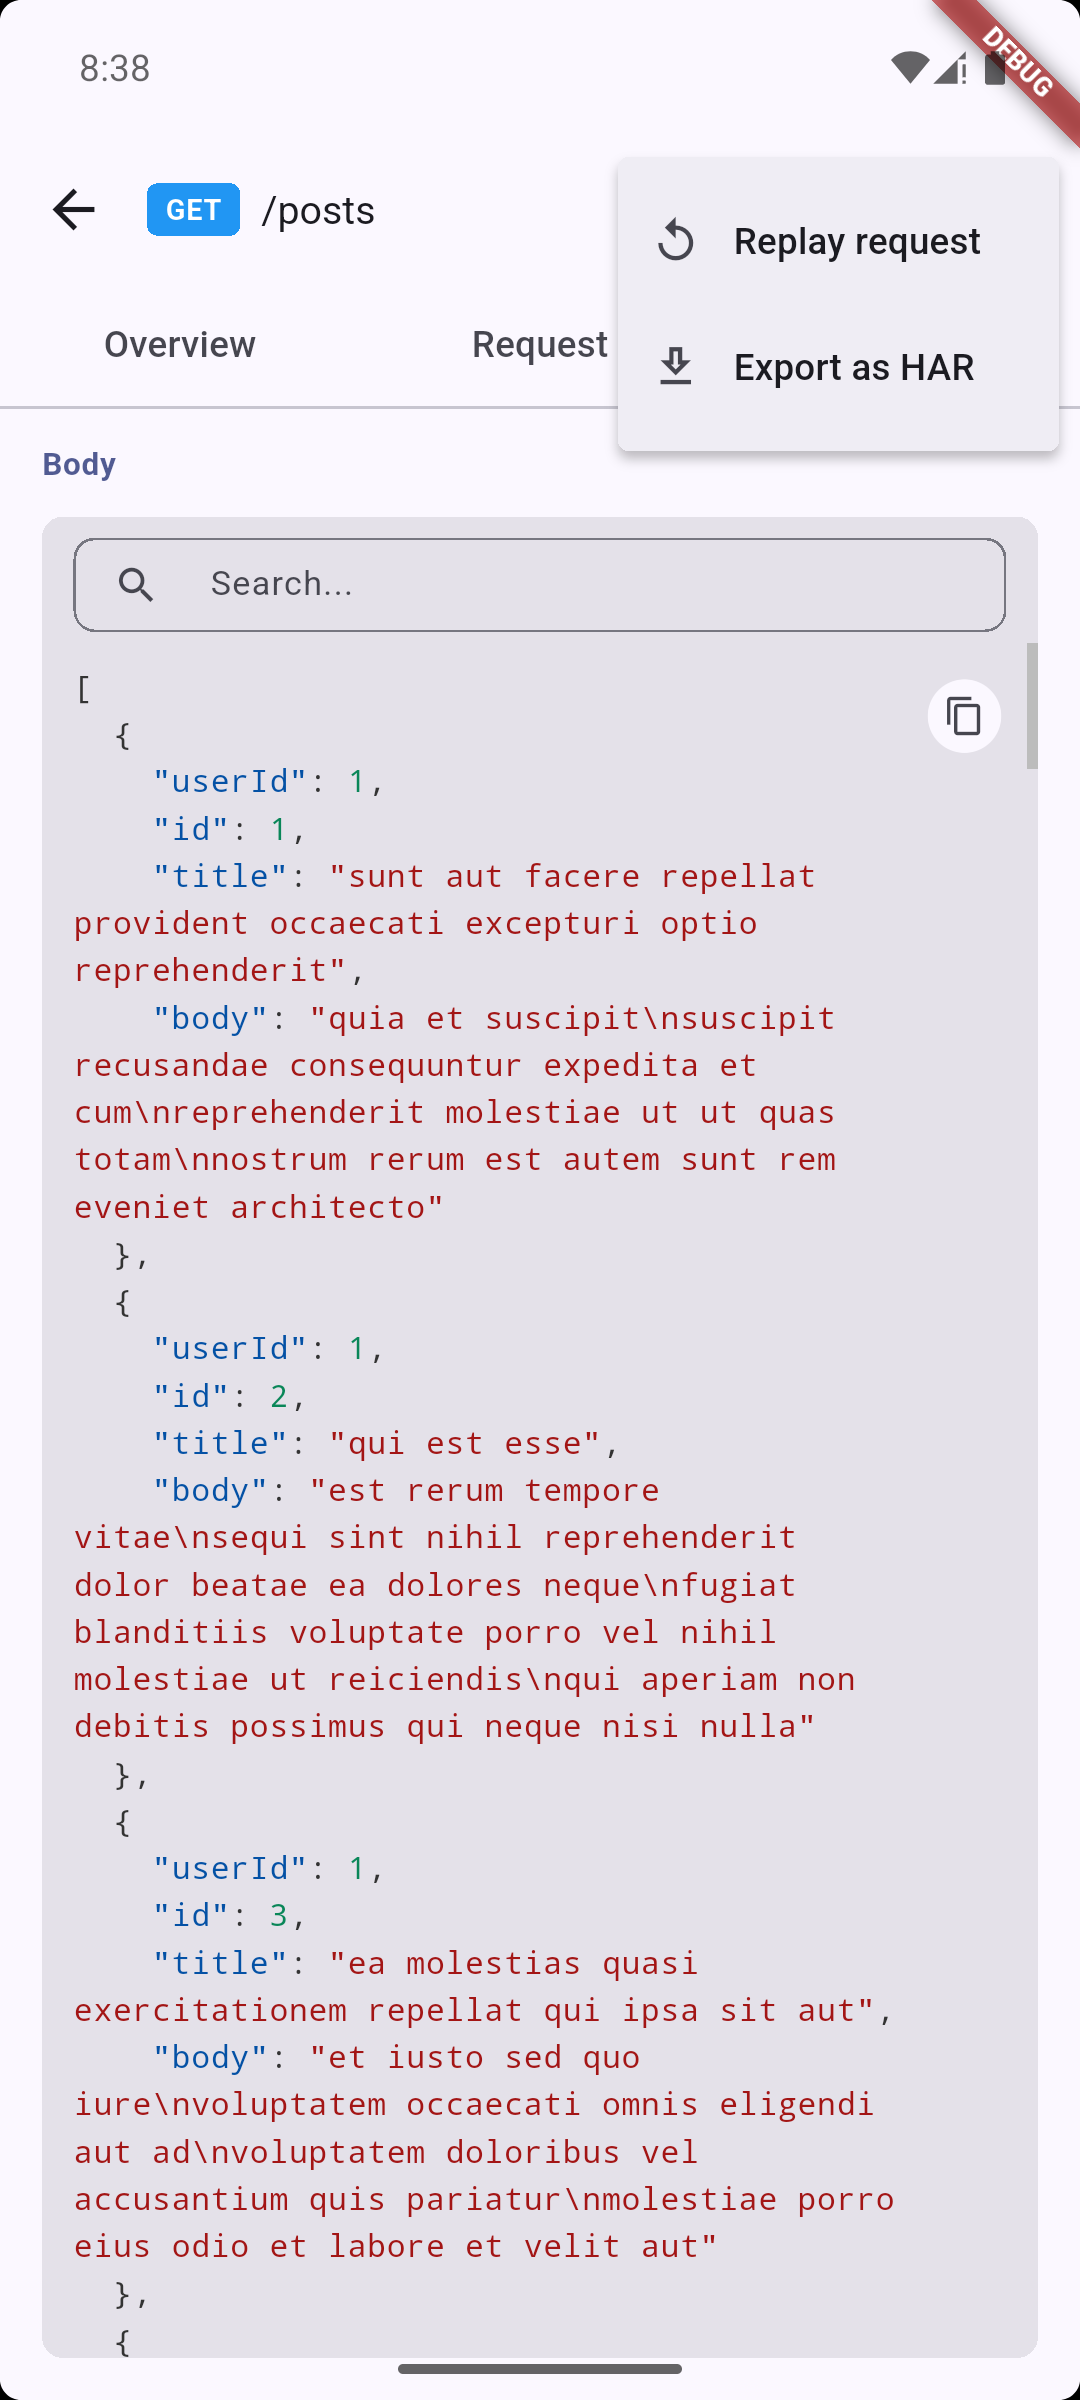 8:38
DEBUG
GET /posts
Replay request
Export as HAR
Overview Request
Body
Search...
[
  {
    "userId": 1,
    "id": 1,
    "title": "sunt aut facere repellat
provident occaecati excepturi optio
reprehenderit",
    "body": "quia et suscipit\nsuscipit
recusandae consequuntur expedita et
cum\nreprehenderit molestiae ut ut quas
totam\nnostrum rerum est autem sunt rem
eveniet architecto"
  },
  {
    "userId": 1,
    "id": 2,
    "title": "qui est esse",
    "body": "est rerum tempore
vitae\nsequi sint nihil reprehenderit
dolor beatae ea dolores neque\nfugiat
blanditiis voluptate porro vel nihil
molestiae ut reiciendis\nqui aperiam non
debitis possimus qui neque nisi nulla"
  },
  {
    "userId": 1,
    "id": 3,
    "title": "ea molestias quasi
exercitationem repellat qui ipsa sit aut",
    "body": "et iusto sed quo
iure\nvoluptatem occaecati omnis eligendi
aut ad\nvoluptatem doloribus vel
accusantium quis pariatur\nmolestiae porro
eius odio et labore et velit aut"
  },
  {